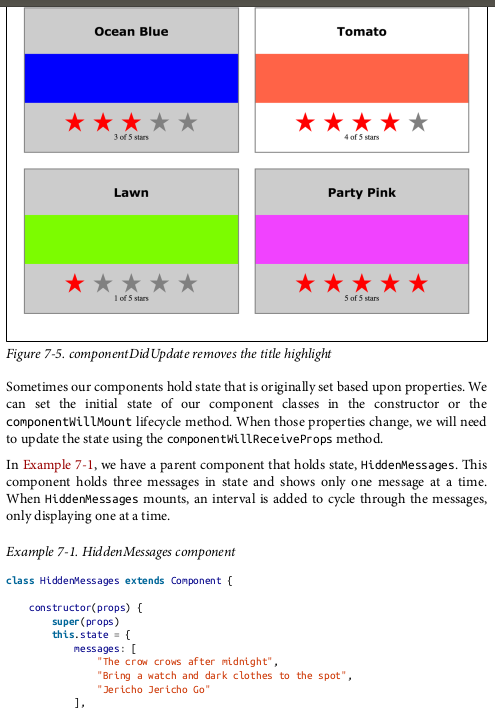 Ocean Blue
Tomato
3 of 5 stars
4 of 5 stars
Lawn
Party Pink
1 of 5 stars
5 of 5 stars
Figure 7-5. componentDidUpdate removes the title highlight
Sometimes our components hold state that is originally set based upon properties. We
can set the initial state of our component classes in the constructor or the
componentWillMount lifecycle method. When those properties change, we will need
to update the state using the componentWillReceiveProps method.
In Example 7-1, we have a parent component that holds state, HiddenMessages. This
component holds three messages in state and shows only one message at a time.
When HiddenMessages mounts, an interval is added to cycle through the messages,
only displaying one at a time.
Example 7-1. HiddenMessages component
class HiddenMessages extends Component {
constructor(props) {
super(props)
this.state = {
messages: [
"The crow crows after midnight",
"Bring a watch and dark clothes to the spot",
"Jericho Jericho Go"
],